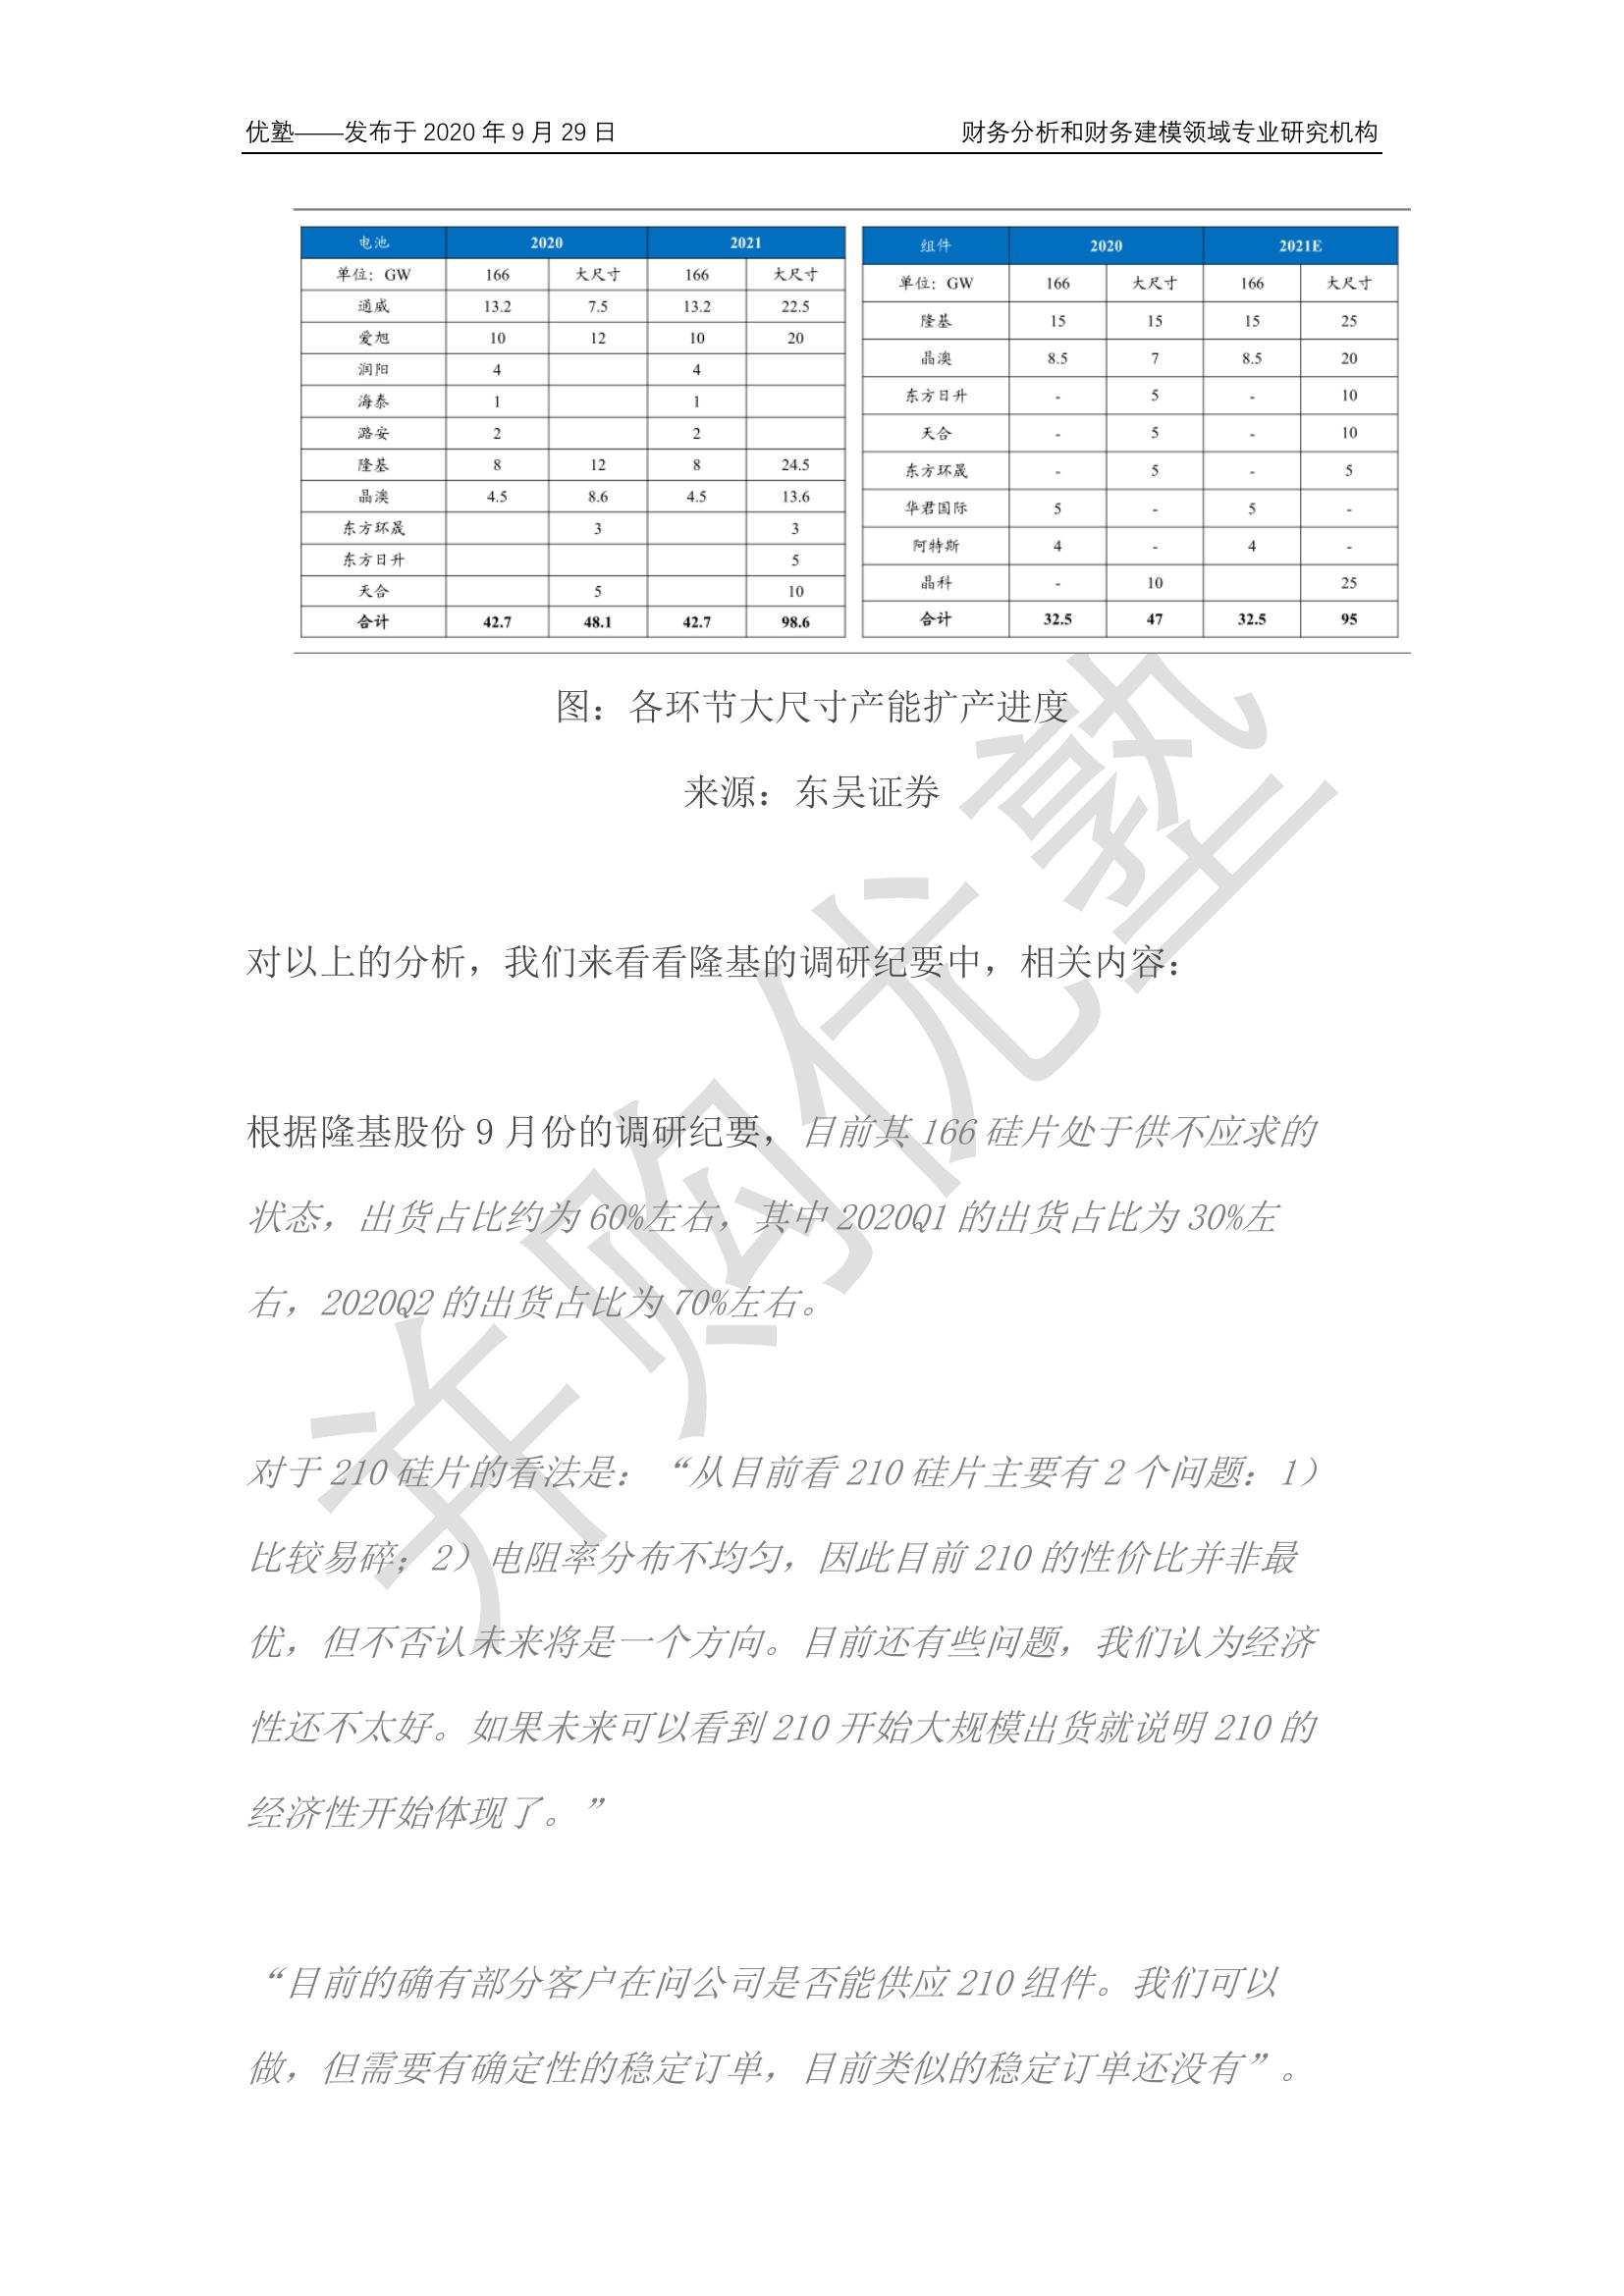 优塾——发布于 2020 年 9 月 29 日 财务分析和财务建模领域专业研究机构
电池 2020 2021
单位：GW 166 大尺寸 166 大尺寸
通威 13.2 7.5 13.2 22.5
爱旭 10 12 10 20
润阳 4 4
海泰 1 1
潞安 2 2
隆基 8 12 8 24.5
晶澳 4.5 8.6 4.5 13.6
东方环晟 3 3
东方日升 5
天合 5 10
合计 42.7 48.1 42.7 98.6
组件 2020 2021E
单位：GW 166 大尺寸 166 大尺寸
隆基 15 15 15 25
晶澳 8.5 7 8.5 20
东方日升 - 5 - 10
天合 - 5 - 10
东方环晟 - 5 - 5
华君国际 5 - 5 -
阿特斯 4 - 4 -
晶科 - 10 25
合计 32.5 47 32.5 95
图：各环节大尺寸产能扩产进度
来源：东吴证券
对以上的分析，我们来看看隆基的调研纪要中，相关内容：
根据隆基股份 9 月份的调研纪要，目前其 166 硅片处于供不应求的
状态，出货占比约为 60%左右，其中 2020Q1 的出货占比为 30%左
右，2020Q2 的出货占比为 70%左右。
对于 210 硅片的看法是：“从目前看 210 硅片主要有 2 个问题：1）
比较易碎；2）电阻率分布不均匀，因此目前 210 的性价比并非最
优，但不否认未来将是一个方向。目前还有些问题，我们认为经济
性还不太好。如果未来可以看到 210 开始大规模出货就说明 210 的
经济性开始体现了。”
“目前的确有部分客户在问公司是否能供应 210 组件。我们可以
做，但需要有确定性的稳定订单，目前类似的稳定订单还没有”。
并购优塾